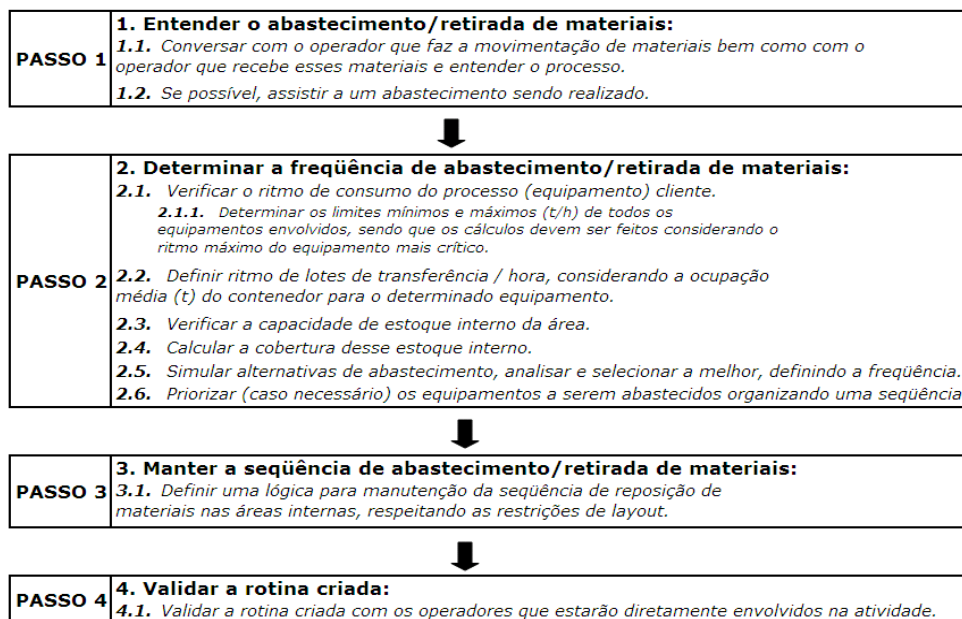 PASSO 1
1. Entender o abastecimento/retirada de materiais:
1.1. Conversar com o operador que faz a movimentação de materiais bem como com o
operador que recebe esses materiais e entender o processo.
1.2. Se possível, assistir a um abastecimento sendo realizado.
PASSO 2
2. Determinar a freqüência de abastecimento/retirada de materiais:
2.1. Verificar o ritmo de consumo do processo (equipamento) cliente.
2.1.1. Determinar os limites mínimos e máximos (t/h) de todos os
equipamentos envolvidos, sendo que os cálculos devem ser feitos considerando o
ritmo máximo do equipamento mais crítico.
2.2. Definir ritmo de lotes de transferência / hora, considerando a ocupação
média (t) do contenedor para o determinado equipamento.
2.3. Verificar a capacidade de estoque interno da área.
2.4. Calcular a cobertura desse estoque interno.
2.5. Simular alternativas de abastecimento, analisar e selecionar a melhor, definindo a freqüência.
2.6. Priorizar (caso necessário) os equipamentos a serem abastecidos organizando uma seqüência
PASSO 3
3. Manter a seqüência de abastecimento/retirada de materiais:
3.1. Definir uma lógica para manutenção da seqüência de reposição de
materiais nas áreas internas, respeitando as restrições de layout.
PASSO 4
4. Validar a rotina criada:
4.1. Validar a rotina criada com os operadores que estarão diretamente envolvidos na atividade.